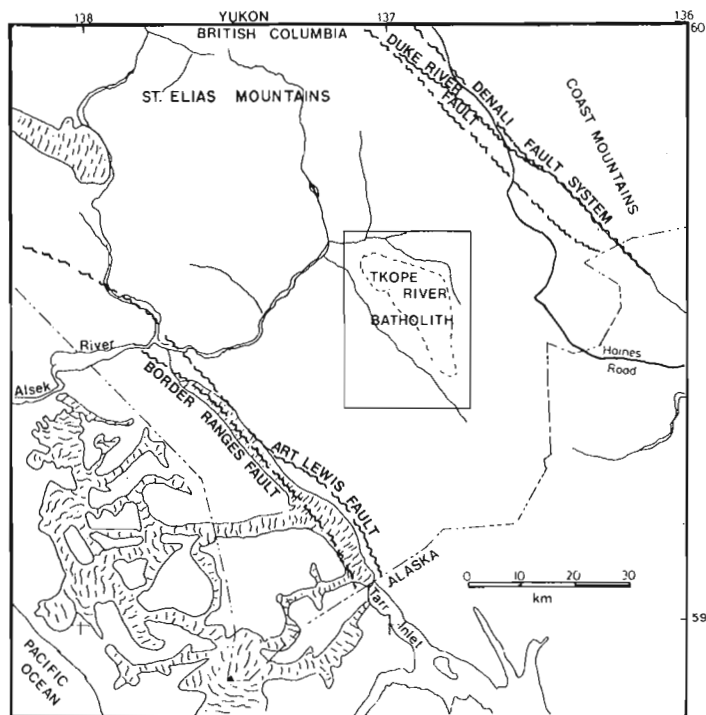 138
YUKON
BRITISH COLUMBIA
137
136
60
ST. ELIAS MOUNTAINS
DUKE RIVER
FAULT
DENALI
FAULT SYSTEM
COAST MOUNTAINS
TKOPE
RIVER
BATHOLITH
River
Alsek
Haines
Road
BORDER RANGES FAULT
ART LEWIS FAULT
ALASKA
0 10 20 30
km
Tarr Inlet
59
PACIFIC
OCEAN